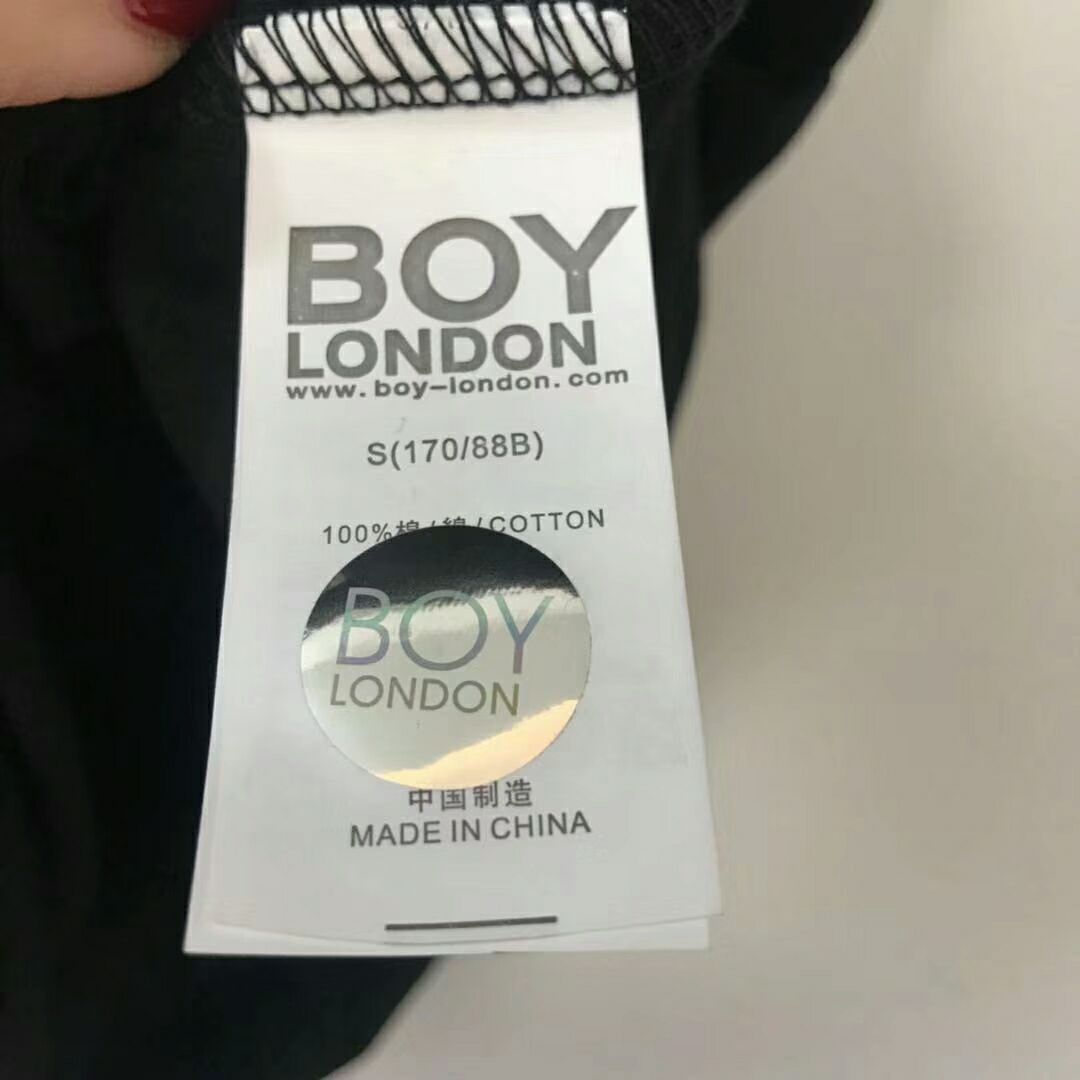 BOY
LONDON
www.boy-london.com
S(170/88B)
100%棉/綿/COTTON
BOY
LONDON
中国制造
MADE IN CHINA